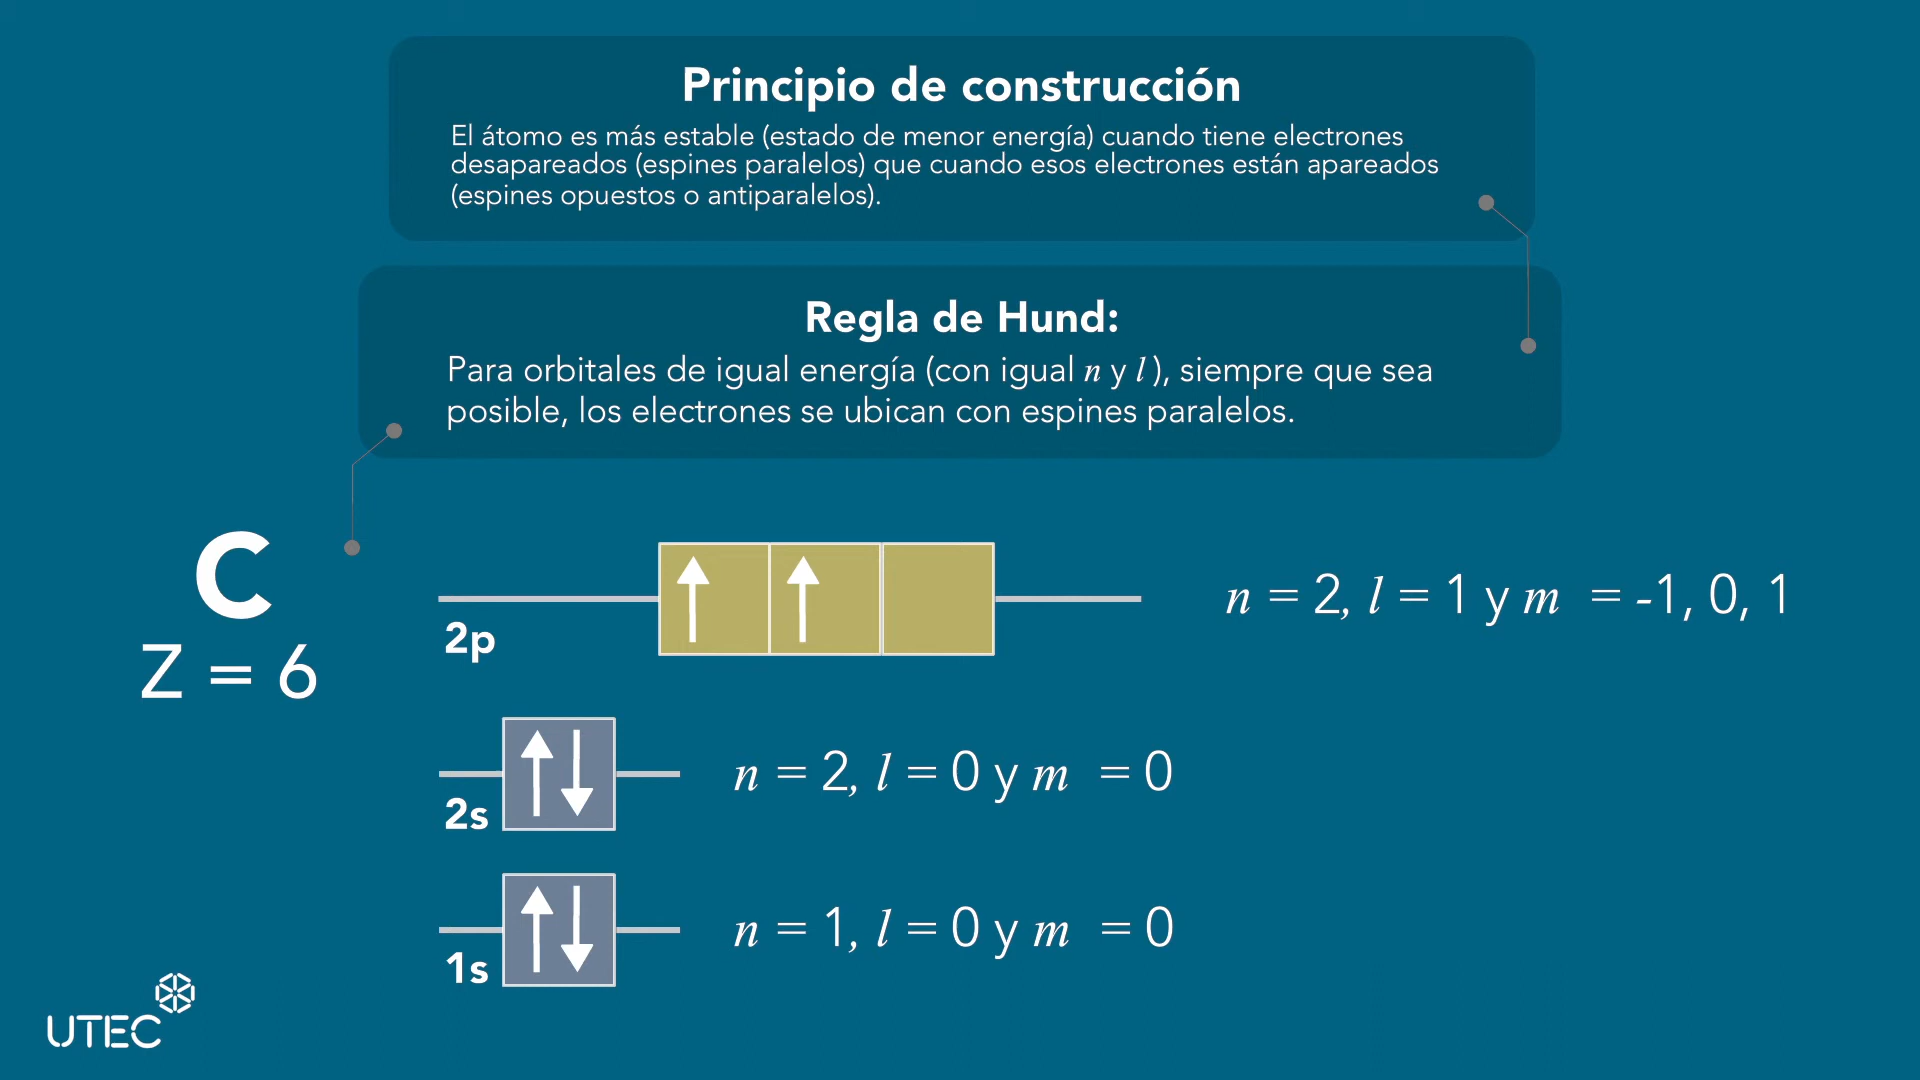 Principio de construcción
El átomo es más estable (estado de menor energía) cuando tiene electrones
desapareados (espines paralelos) que cuando esos electrones están apareados
(espines opuestos o antiparalelos).
Regla de Hund:
Para orbitales de igual energía (con igual n y l), siempre que sea
posible, los electrones se ubican con espines paralelos.
C
Z = 6
2p
n = 2, l = 1 y m = -1, 0, 1
2s
n = 2, l = 0 y m = 0
1s
n = 1, l = 0 y m = 0
UTEC